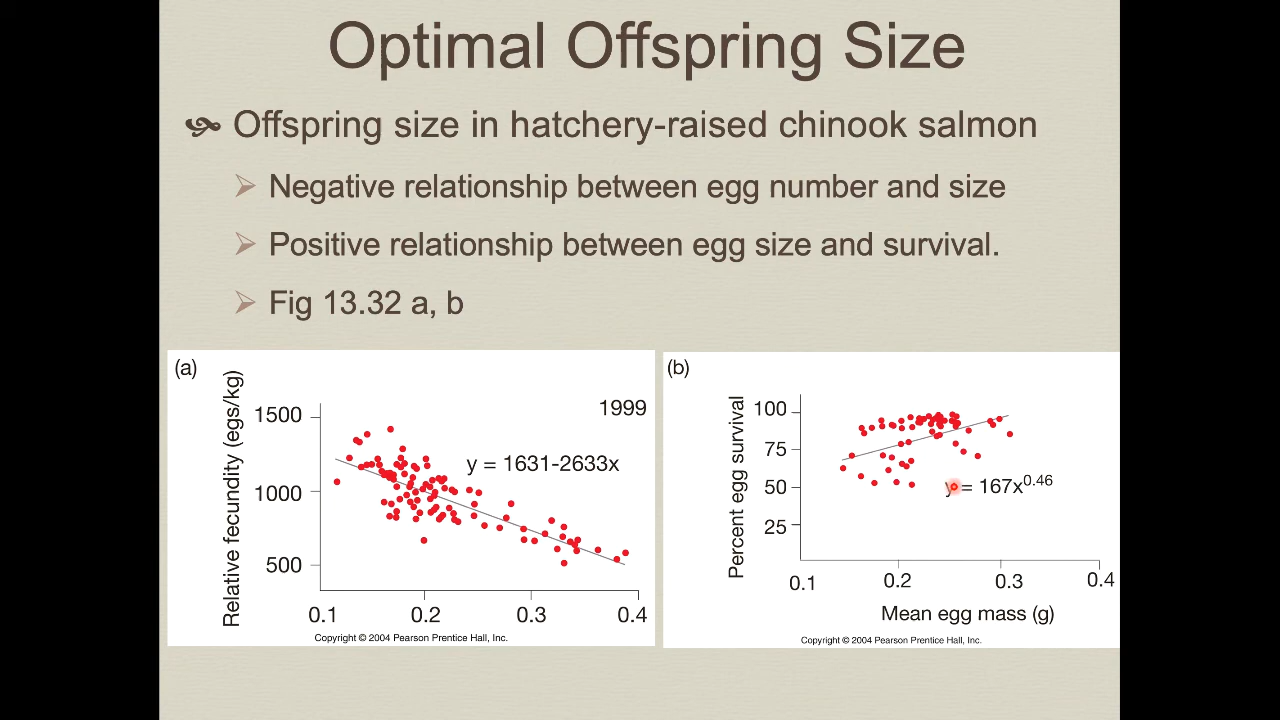 Optimal Offspring Size
Offspring size in hatchery-raised chinook salmon
Negative relationship between egg number and size
Positive relationship between egg size and survival.
Fig 13.32 a, b
(a)
Relative fecundity (egs/kg)
1500
1000
500
1999
y = 1631-2633x
0.1 0.2 0.3 0.4
Copyright © 2004 Pearson Prentice Hall, Inc.
(b)
Percent egg survival
100
75
50
25
y = 167x^0.46
0.1 0.2 0.3 0.4
Mean egg mass (g)
Copyright © 2004 Pearson Prentice Hall, Inc.